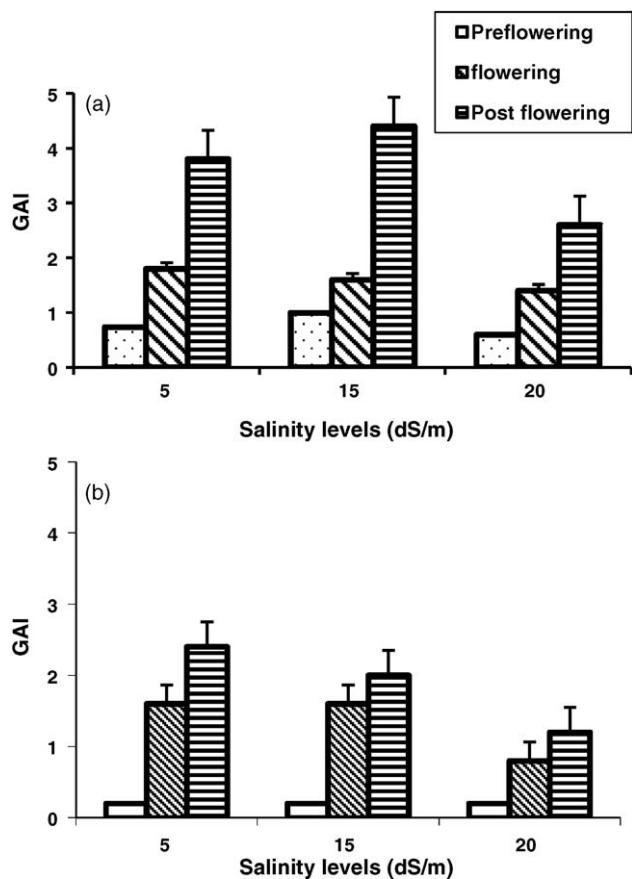 Preflowering
flowering
Post flowering
(a)
5
4
3
2
1
0
GAI
5 15 20
Salinity levels (dS/m)
(b)
5
4
3
2
1
0
GAI
5 15 20
Salinity levels (dS/m)